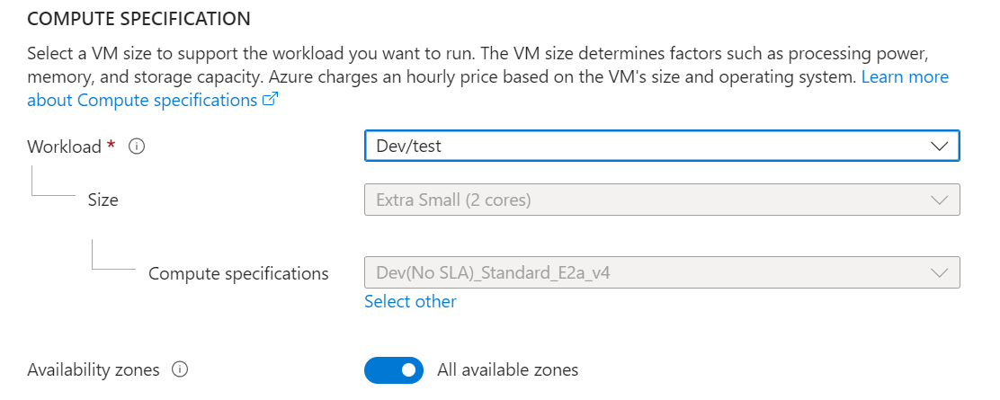 COMPUTE SPECIFICATION
Select a VM size to support the workload you want to run. The VM size determines factors such as processing power,
memory, and storage capacity. Azure charges an hourly price based on the VM's size and operating system. Learn more
about Compute specifications
Workload * Dev/test
Size Extra Small (2 cores)
Compute specifications Dev(No SLA)_Standard_E2a_v4
Select other
Availability zones All available zones